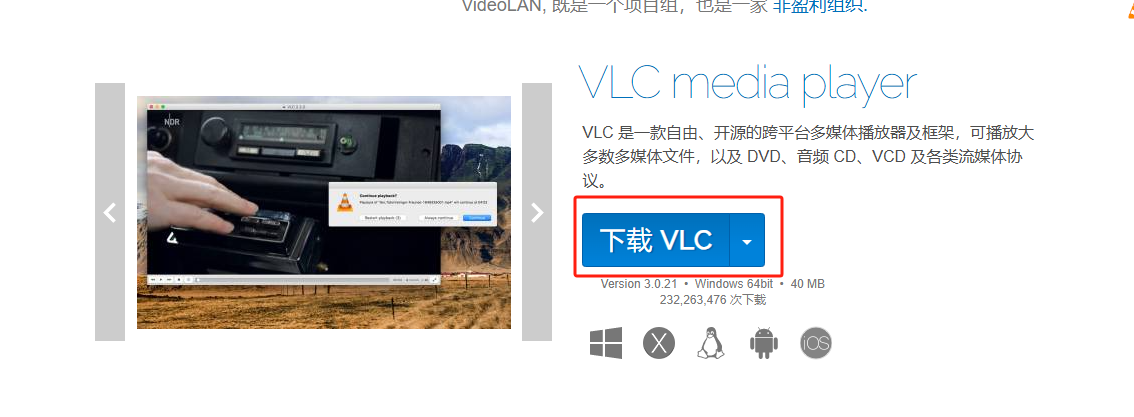 VideoLAN, 既是一个项目组，也是一家 非盈利组织.
VLC media player
VLC 是一款自由、开源的跨平台多媒体播放器及框架，可播放大
多数多媒体文件，以及 DVD、音频 CD、VCD 及各类流媒体协
议。
NDR
Continue playback?
Restart playback
Always continue
Continue
下载 VLC
Version 3.0.21 • Windows 64bit • 40 MB
232,263,476 次下载
X
iOS